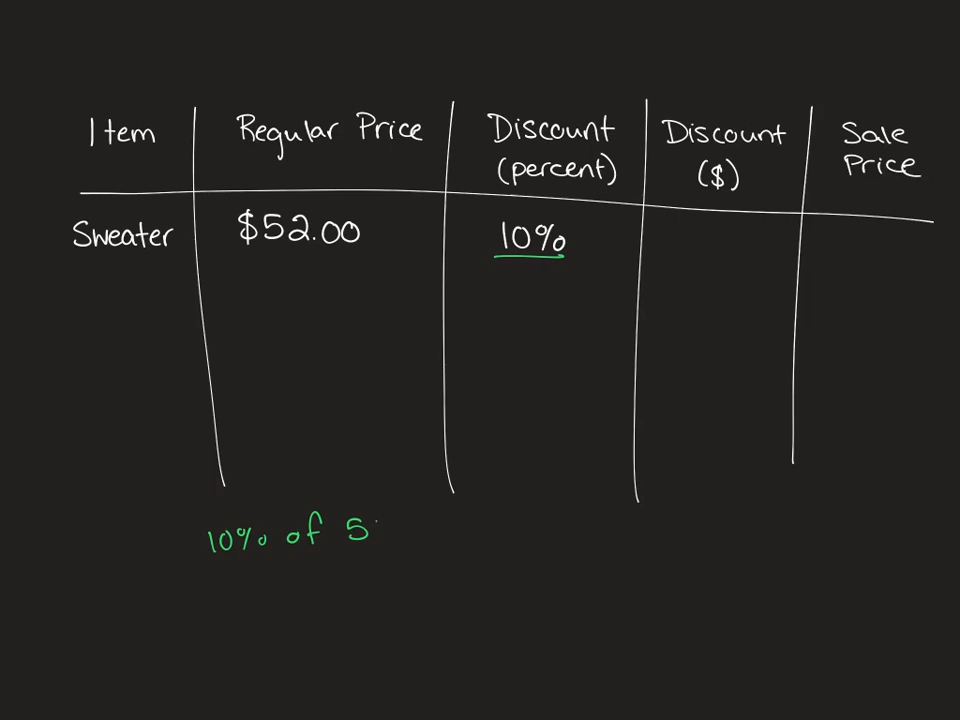 Item Regular Price Discount (percent) Discount ($) Sale Price
Sweater $52.00 10%
10% of 5